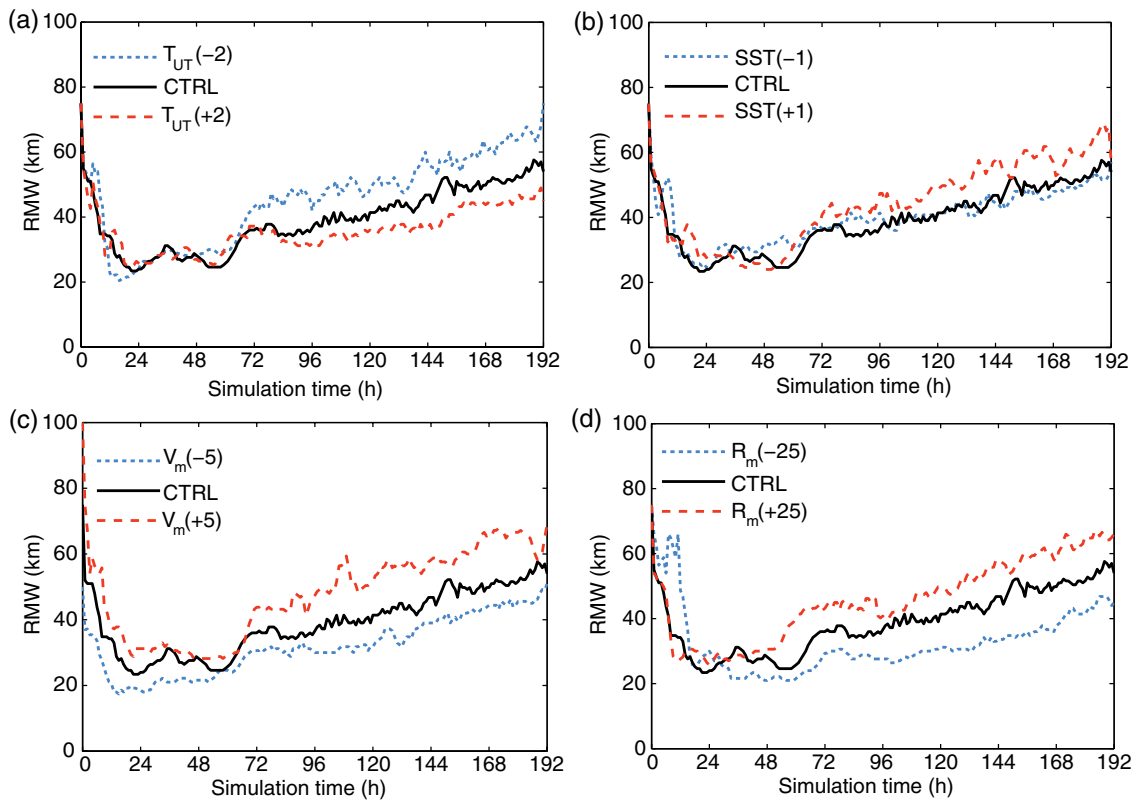 (a)
100
80
60
40
20
0
RMW (km)
T_UT(−2)
CTRL
T_UT(+2)
0 24 48 72 96 120 144 168 192
Simulation time (h)
(b)
100
80
60
40
20
0
RMW (km)
SST(−1)
CTRL
SST(+1)
0 24 48 72 96 120 144 168 192
Simulation time (h)
(c)
100
80
60
40
20
0
RMW (km)
V_m(−5)
CTRL
V_m(+5)
0 24 48 72 96 120 144 168 192
Simulation time (h)
(d)
100
80
60
40
20
0
RMW (km)
R_m(−25)
CTRL
R_m(+25)
0 24 48 72 96 120 144 168 192
Simulation time (h)